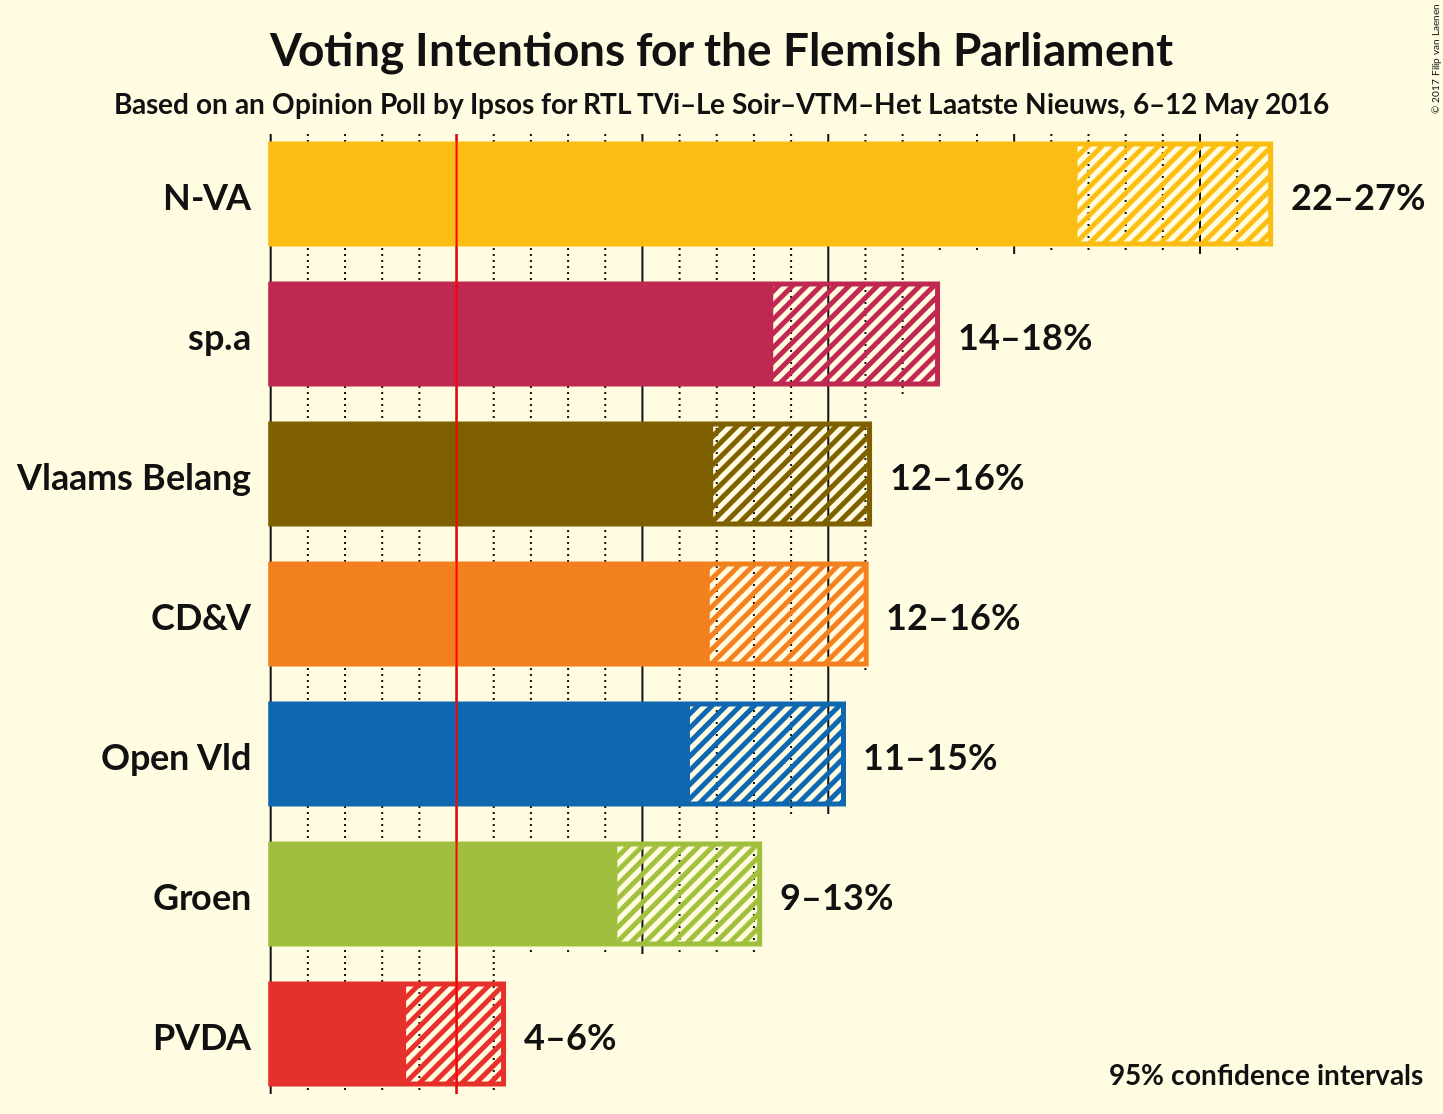 Voting Intentions for the Flemish Parliament
Based on an Opinion Poll by Ipsos for RTL TVi–Le Soir–VTM–Het Laatste Nieuws, 6–12 May 2016
© 2017 Filip van Laenen
N-VA 22–27%
sp.a 14–18%
Vlaams Belang 12–16%
CD&V 12–16%
Open Vld 11–15%
Groen 9–13%
PVDA 4–6%
95% confidence intervals